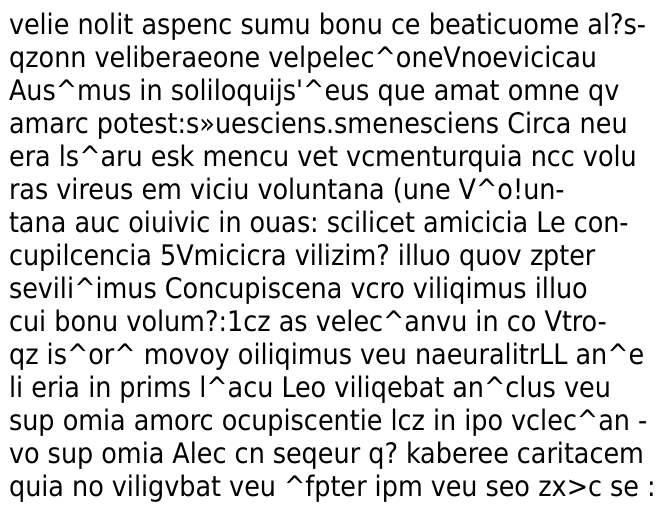 velie nolit aspenc sumu bonu ce beaticuome al?s-
qzonn veliberaeone velpelec^oneVnoevicicau
Aus^mus in soliloquijs'^eus que amat omne qv
amarc potest:s»uesciens.smenesciens Circa neu
era ls^aru esk mencu vet vcmenturquia ncc volu
ras vireus em viciu voluntana (une V^o!un-
tana auc oiuivic in ouas: scilicet amicicia Le con-
cupilcencia 5Vmicicra vilizim? illuo quov zpter
sevili^imus Concupiscena vcro viliqimus illuo
cui bonu volum?:1cz as velec^anvu in co Vtro-
qz is^or^ movoy oiliqimus veu naeuralitrLL an^e
li eria in prims l^acu Leo viliqebat an^clus veu
sup omia amorc ocupiscentie lcz in ipo vclec^an -
vo sup omia Alec cn seqeur q? kaberee caritacem
quia no viligvbat veu ^fpter ipm veu seo zx>c se :